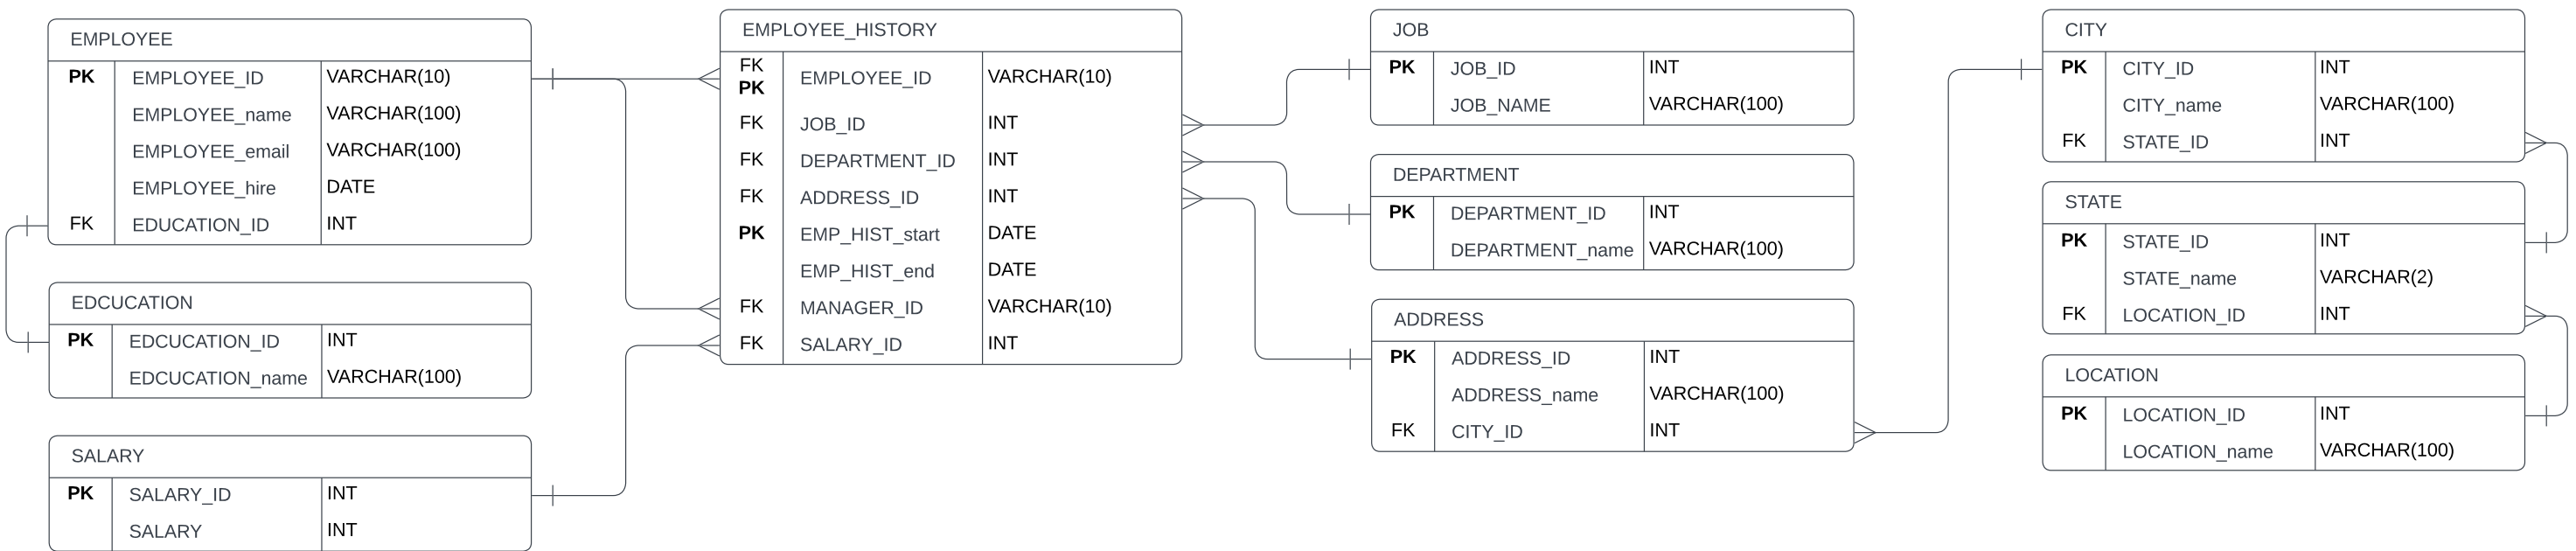 EMPLOYEE
PK EMPLOYEE_ID VARCHAR(10)
EMPLOYEE_name VARCHAR(100)
EMPLOYEE_email VARCHAR(100)
EMPLOYEE_hire DATE
FK EDUCATION_ID INT
EDCUCATION
PK EDCUCATION_ID INT
EDCUCATION_name VARCHAR(100)
SALARY
PK SALARY_ID INT
SALARY INT
EMPLOYEE_HISTORY
FK
PK EMPLOYEE_ID VARCHAR(10)
FK JOB_ID INT
FK DEPARTMENT_ID INT
FK ADDRESS_ID INT
PK EMP_HIST_start DATE
EMP_HIST_end DATE
FK MANAGER_ID VARCHAR(10)
FK SALARY_ID INT
JOB
PK JOB_ID INT
JOB_NAME VARCHAR(100)
DEPARTMENT
PK DEPARTMENT_ID INT
DEPARTMENT_name VARCHAR(100)
ADDRESS
PK ADDRESS_ID INT
ADDRESS_name VARCHAR(100)
FK CITY_ID INT
CITY
PK CITY_ID INT
CITY_name VARCHAR(100)
FK STATE_ID INT
STATE
PK STATE_ID INT
STATE_name VARCHAR(2)
FK LOCATION_ID INT
LOCATION
PK LOCATION_ID INT
LOCATION_name VARCHAR(100)